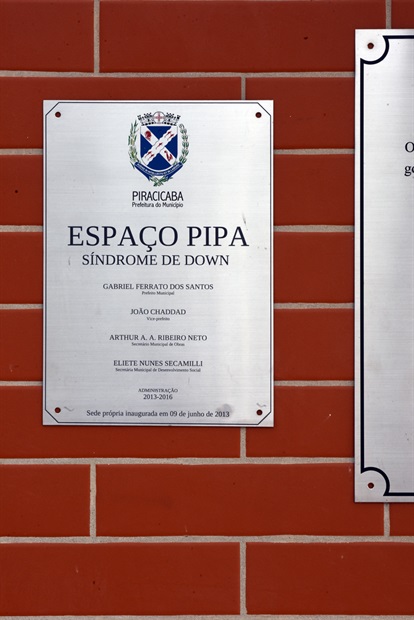 PIRACICABA
Prefeitura do Município
ESPAÇO PIPA
SÍNDROME DE DOWN
GABRIEL FERRATO DOS SANTOS
Prefeito Municipal
JOÃO CHADDAD
Vice-prefeito
ARTHUR A. A. RIBEIRO NETO
Secretário Municipal de Obras
ELIETE NUNES SECAMILLI
Secretária Municipal de Desenvolvimento Social
ADMINISTRAÇÃO
2013-2016
Sede própria inaugurada em 09 de junho de 2013
O
ge